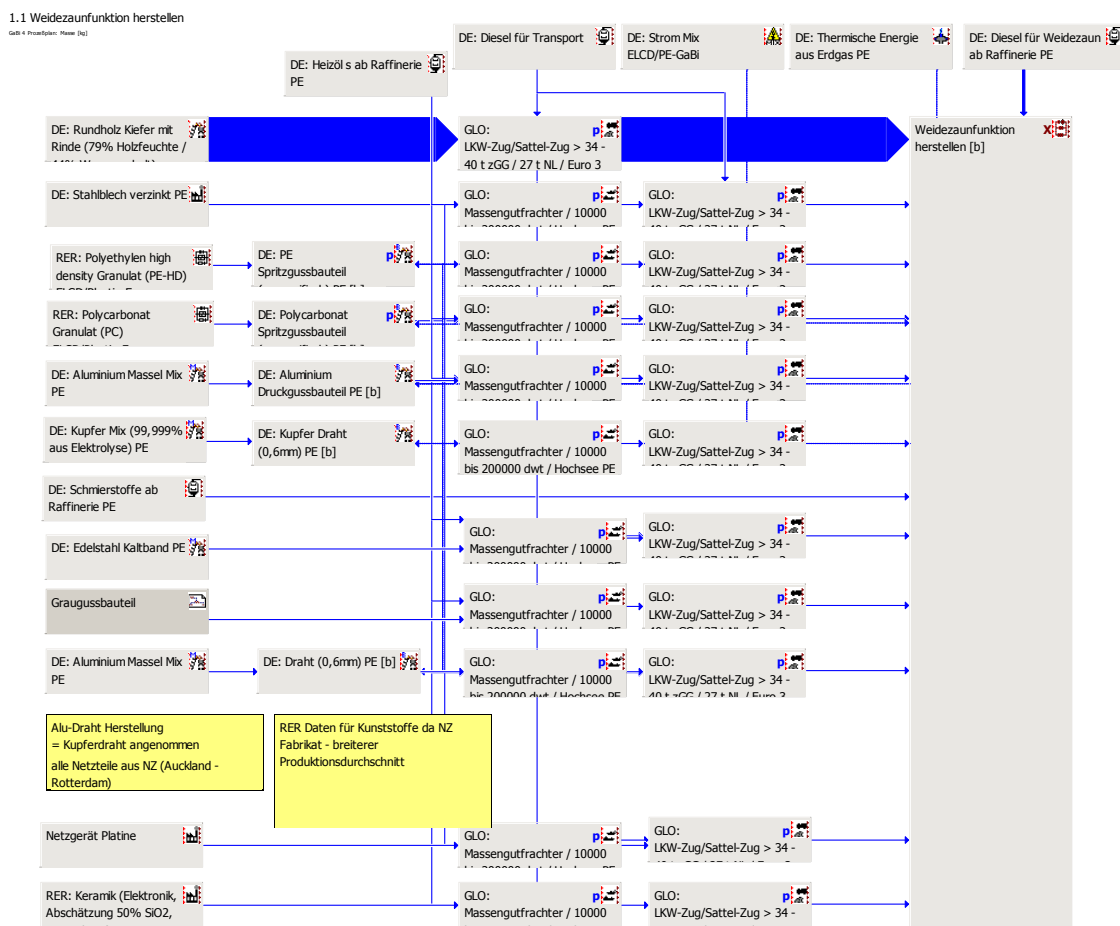 1.1 Weidezaunfunktion herstellen
GaBi 4 Prozeßplan: Masse [kg]
DE: Heizöl s ab Raffinerie
PE
DE: Diesel für Transport
DE: Strom Mix
ELCD/PE-GaBi
DE: Thermische Energie
aus Erdgas PE
DE: Diesel für Weidezaun
ab Raffinerie PE
DE: Rundholz Kiefer mit
Rinde (79% Holzfeuchte /
GLO:
p
LKW-Zug/Sattel-Zug > 34 -
40 t zGG / 27 t NL / Euro 3
Weidezaunfunktion
herstellen [b]
X
DE: Stahlblech verzinkt PE
GLO:
p
Massengutfrachter / 10000
GLO:
p
LKW-Zug/Sattel-Zug > 34 -
RER: Polyethylen high
density Granulat (PE-HD)
DE: PE
Spritzgussbauteil
p
GLO:
p
Massengutfrachter / 10000
GLO:
p
LKW-Zug/Sattel-Zug > 34 -
RER: Polycarbonat
Granulat (PC)
DE: Polycarbonat
Spritzgussbauteil
p
GLO:
p
Massengutfrachter / 10000
GLO:
p
LKW-Zug/Sattel-Zug > 34 -
DE: Aluminium Massel Mix
PE
DE: Aluminium
Druckgussbauteil PE [b]
GLO:
p
Massengutfrachter / 10000
GLO:
p
LKW-Zug/Sattel-Zug > 34 -
DE: Kupfer Mix (99,999%
aus Elektrolyse) PE
DE: Kupfer Draht
(0,6mm) PE [b]
GLO:
p
Massengutfrachter / 10000
bis 200000 dwt / Hochsee PE
GLO:
p
LKW-Zug/Sattel-Zug > 34 -
DE: Schmierstoffe ab
Raffinerie PE
DE: Edelstahl Kaltband PE
GLO:
p
Massengutfrachter / 10000
GLO:
p
LKW-Zug/Sattel-Zug > 34 -
Graugussbauteil
GLO:
p
Massengutfrachter / 10000
GLO:
p
LKW-Zug/Sattel-Zug > 34 -
DE: Aluminium Massel Mix
PE
DE: Draht (0,6mm) PE [b]
GLO:
p
Massengutfrachter / 10000
bis 200000 dwt / Hochsee PE
GLO:
p
LKW-Zug/Sattel-Zug > 34 -
40 t zGG / 27 t NL / Euro 3
Alu-Draht Herstellung
= Kupferdraht angenommen
alle Netzteile aus NZ (Auckland -
Rotterdam)
RER Daten für Kunststoffe da NZ
Fabrikat - breiterer
Produktionsdurchschnitt
Netzgerät Platine
GLO:
p
Massengutfrachter / 10000
GLO:
p
LKW-Zug/Sattel-Zug > 34 -
RER: Keramik (Elektronik,
Abschätzung 50% SiO2,
GLO:
p
Massengutfrachter / 10000
GLO:
p
LKW-Zug/Sattel-Zug > 34 -